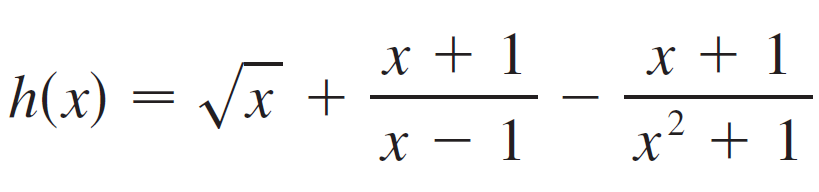 h(x) = √x + (x + 1)/(x − 1) − (x + 1)/(x² + 1)